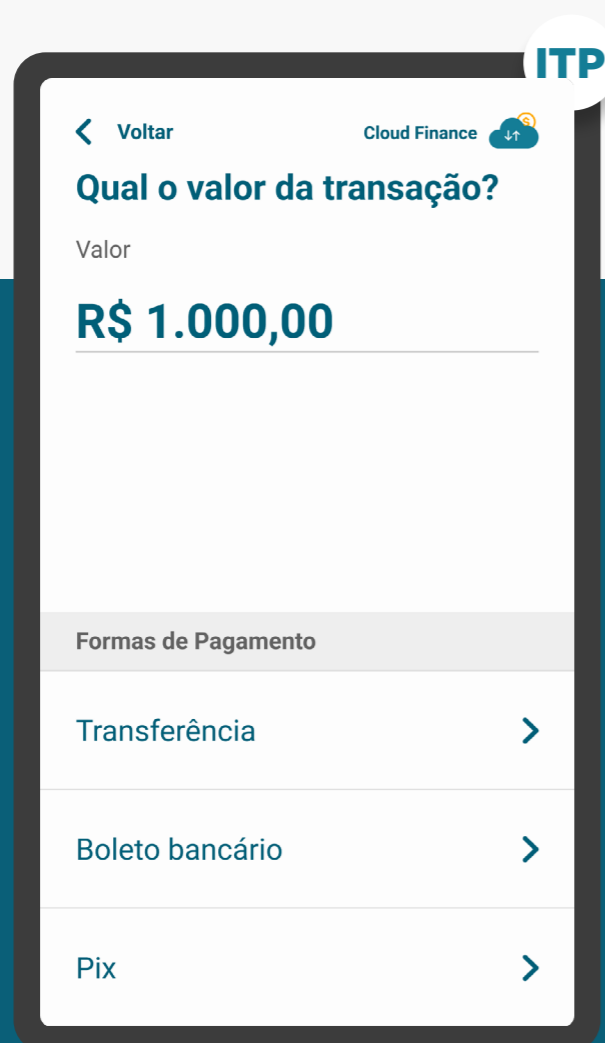 ITP
Voltar
Cloud Finance
$
Qual o valor da transação?
Valor
R$ 1.000,00
Formas de Pagamento
Transferência
Boleto bancário
Pix